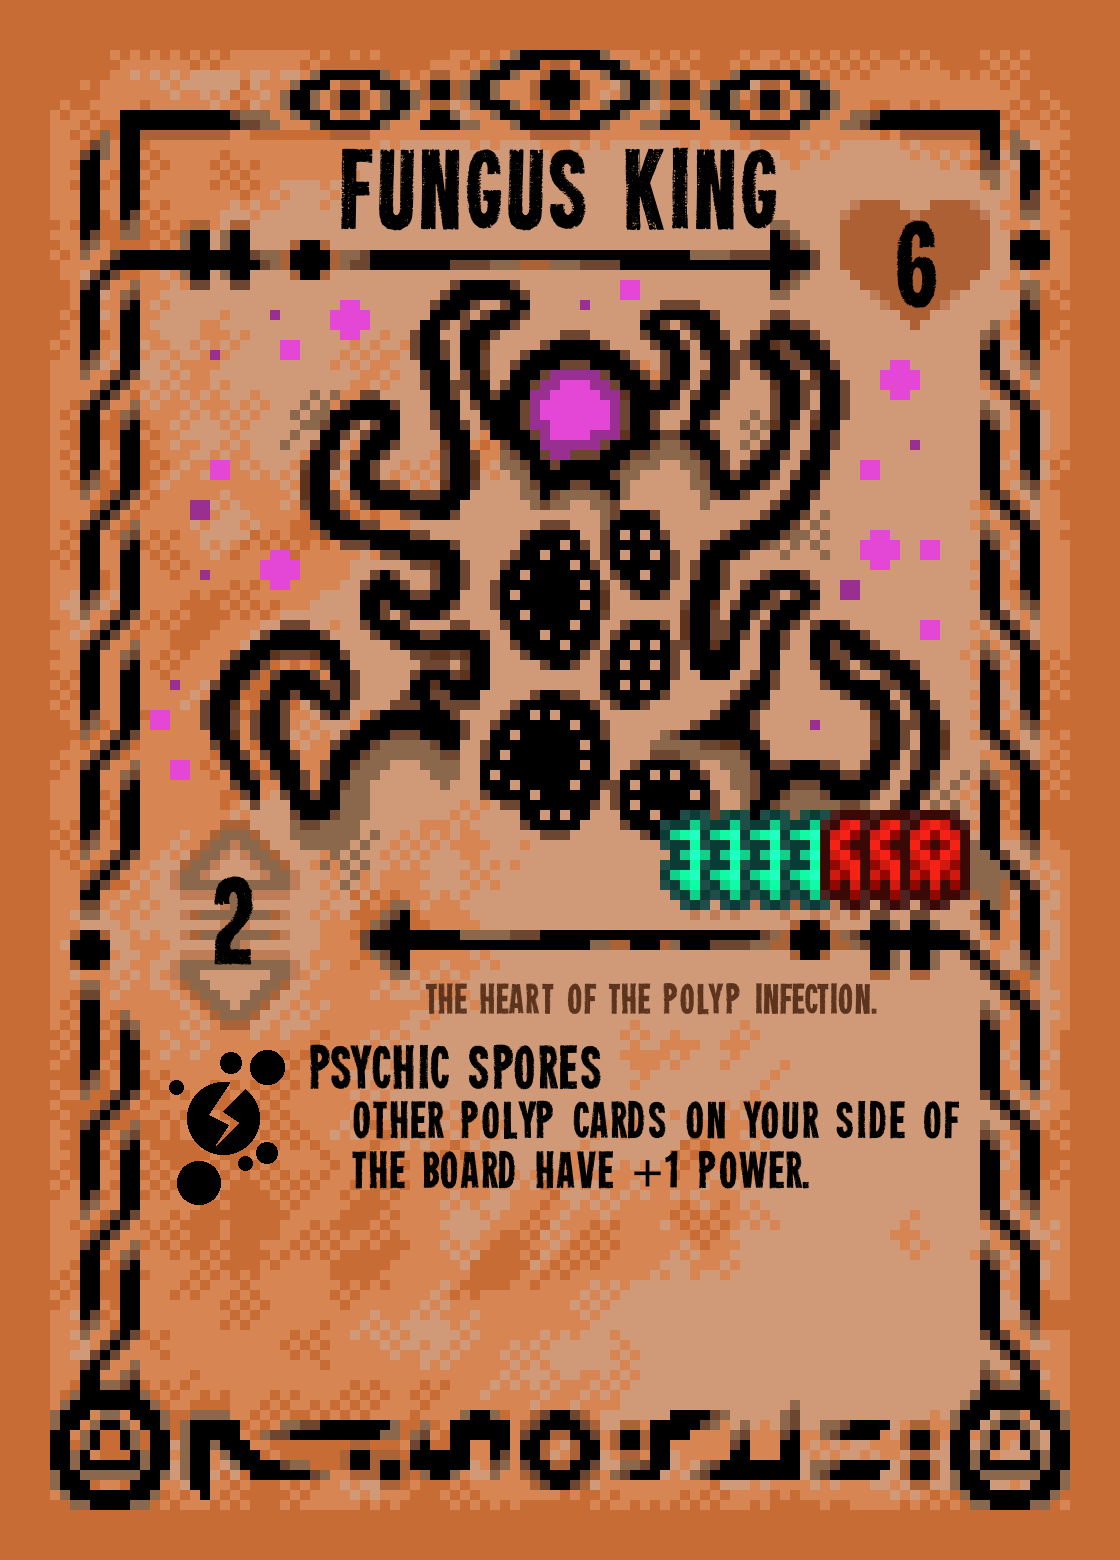 FUNGUS KING
6
2
THE HEART OF THE POLYP INFECTION.
PSYCHIC SPORES
OTHER POLYP CARDS ON YOUR SIDE OF
THE BOARD HAVE +1 POWER.